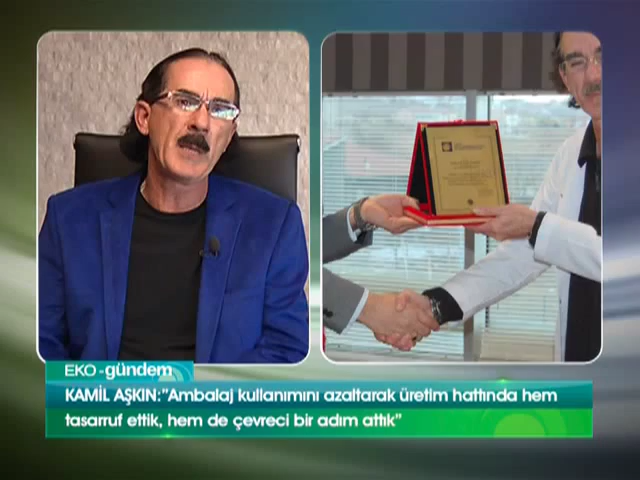 EKO-gündem
KAMİL AŞKIN:"Ambalaj kullanımını azaltarak üretim hattında hem
tasarruf ettik, hem de çevreci bir adım attık"